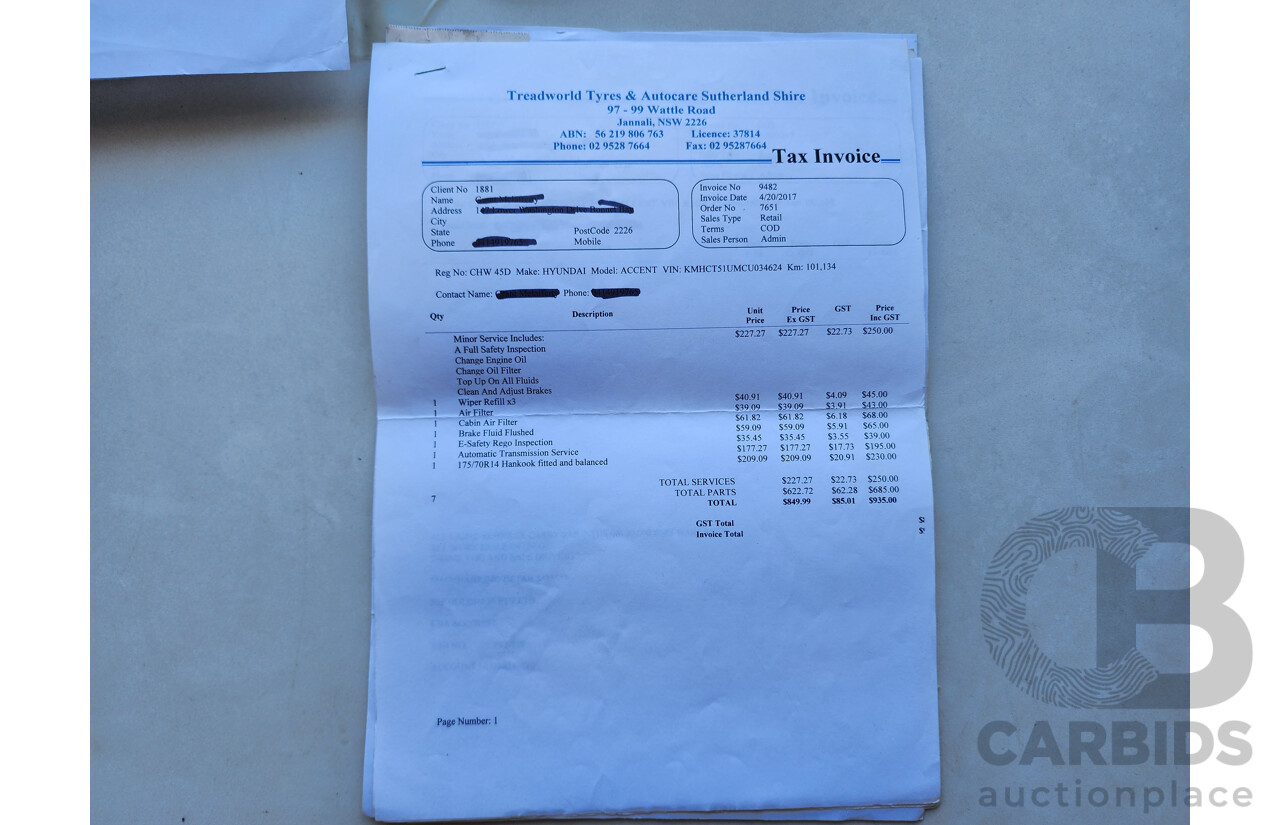 Treadworld Tyres & Autocare Sutherland Shire
97 - 99 Wattle Road
Jannali, NSW 2226
ABN: 56 219 806 763 Licence: 37814
Phone: 02 9528 7664 Fax: 02 95287664
Tax Invoice
Client No 1881
Name
Address
City
State PostCode 2226
Phone Mobile
Invoice No 9482
Invoice Date 4/20/2017
Order No 7651
Sales Type Retail
Terms COD
Sales Person Admin
Reg No: CHW 45D Make: HYUNDAI Model: ACCENT VIN: KMHCT51UMCU034624 Km: 101,134
Contact Name: Phone:
Qty Description Unit Price Price Ex GST GST Price Inc GST
Minor Service Includes: $227.27 $227.27 $22.73 $250.00
A Full Safety Inspection
Change Engine Oil
Change Oil Filter
Top Up On All Fluids
Clean And Adjust Brakes
1 Wiper Refill x3 $40.91 $40.91 $4.09 $45.00
1 Air Filter $39.09 $39.09 $3.91 $43.00
1 Cabin Air Filter $61.82 $61.82 $6.18 $68.00
1 Brake Fluid Flushed $59.09 $59.09 $5.91 $65.00
1 E-Safety Rego Inspection $35.45 $35.45 $3.55 $39.00
1 Automatic Transmission Service $177.27 $177.27 $17.73 $195.00
1 175/70R14 Hankook fitted and balanced $209.09 $209.09 $20.91 $230.00
TOTAL SERVICES $227.27 $22.73 $250.00
TOTAL PARTS $622.72 $62.28 $685.00
7 TOTAL $849.99 $85.01 $935.00
GST Total
Invoice Total
Page Number: 1
CARBIDS
auctionplace